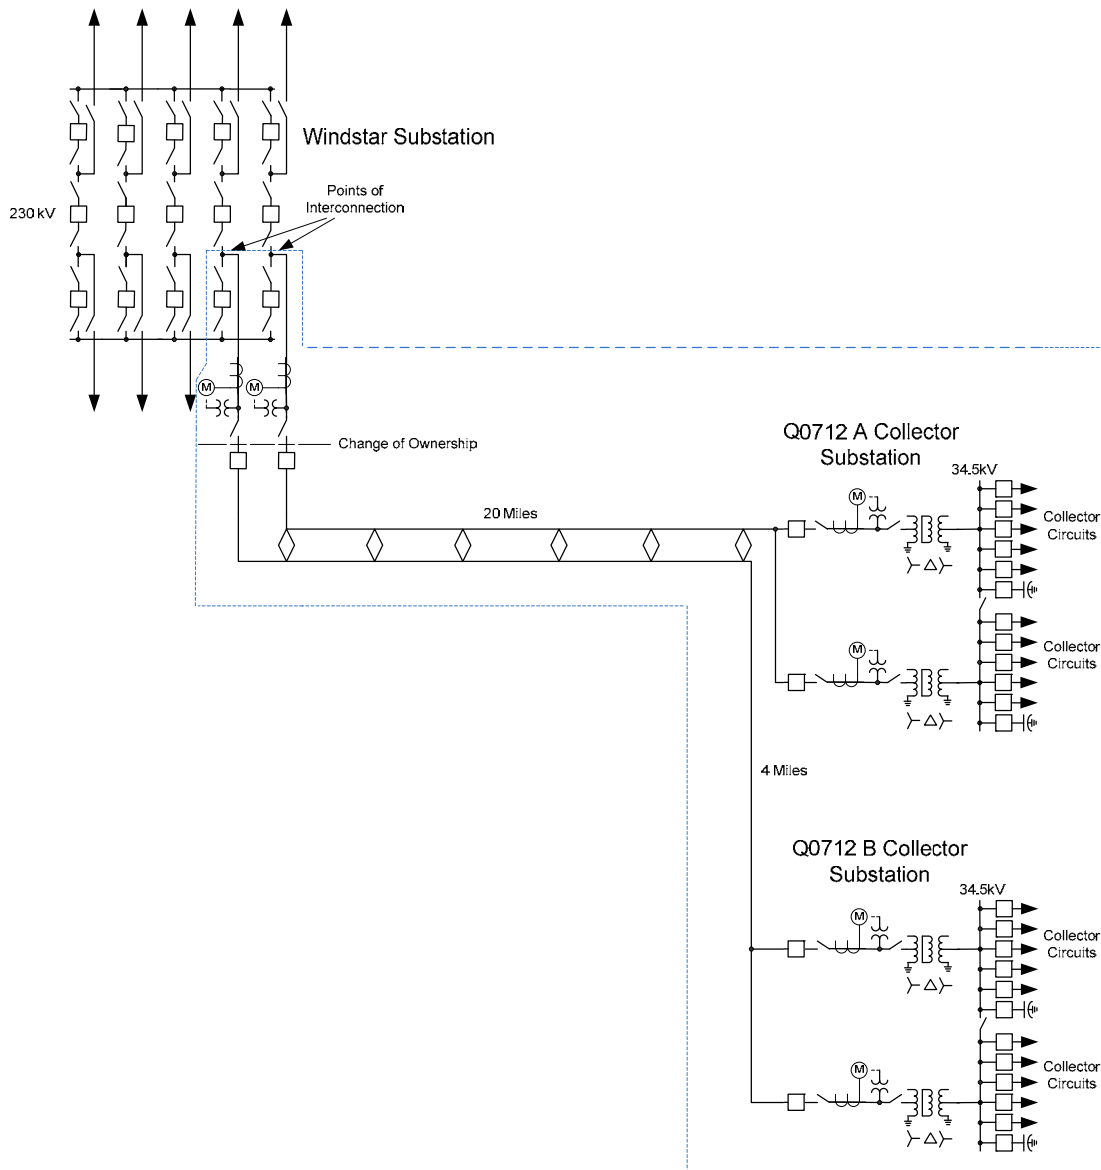 Windstar Substation
Points of
Interconnection
230 kV
M
M
Change of Ownership
Q0712 A Collector
Substation
34.5kV
M
Collector
Circuits
20 Miles
M
Collector
Circuits
4 Miles
Q0712 B Collector
Substation
34.5kV
M
Collector
Circuits
M
Collector
Circuits